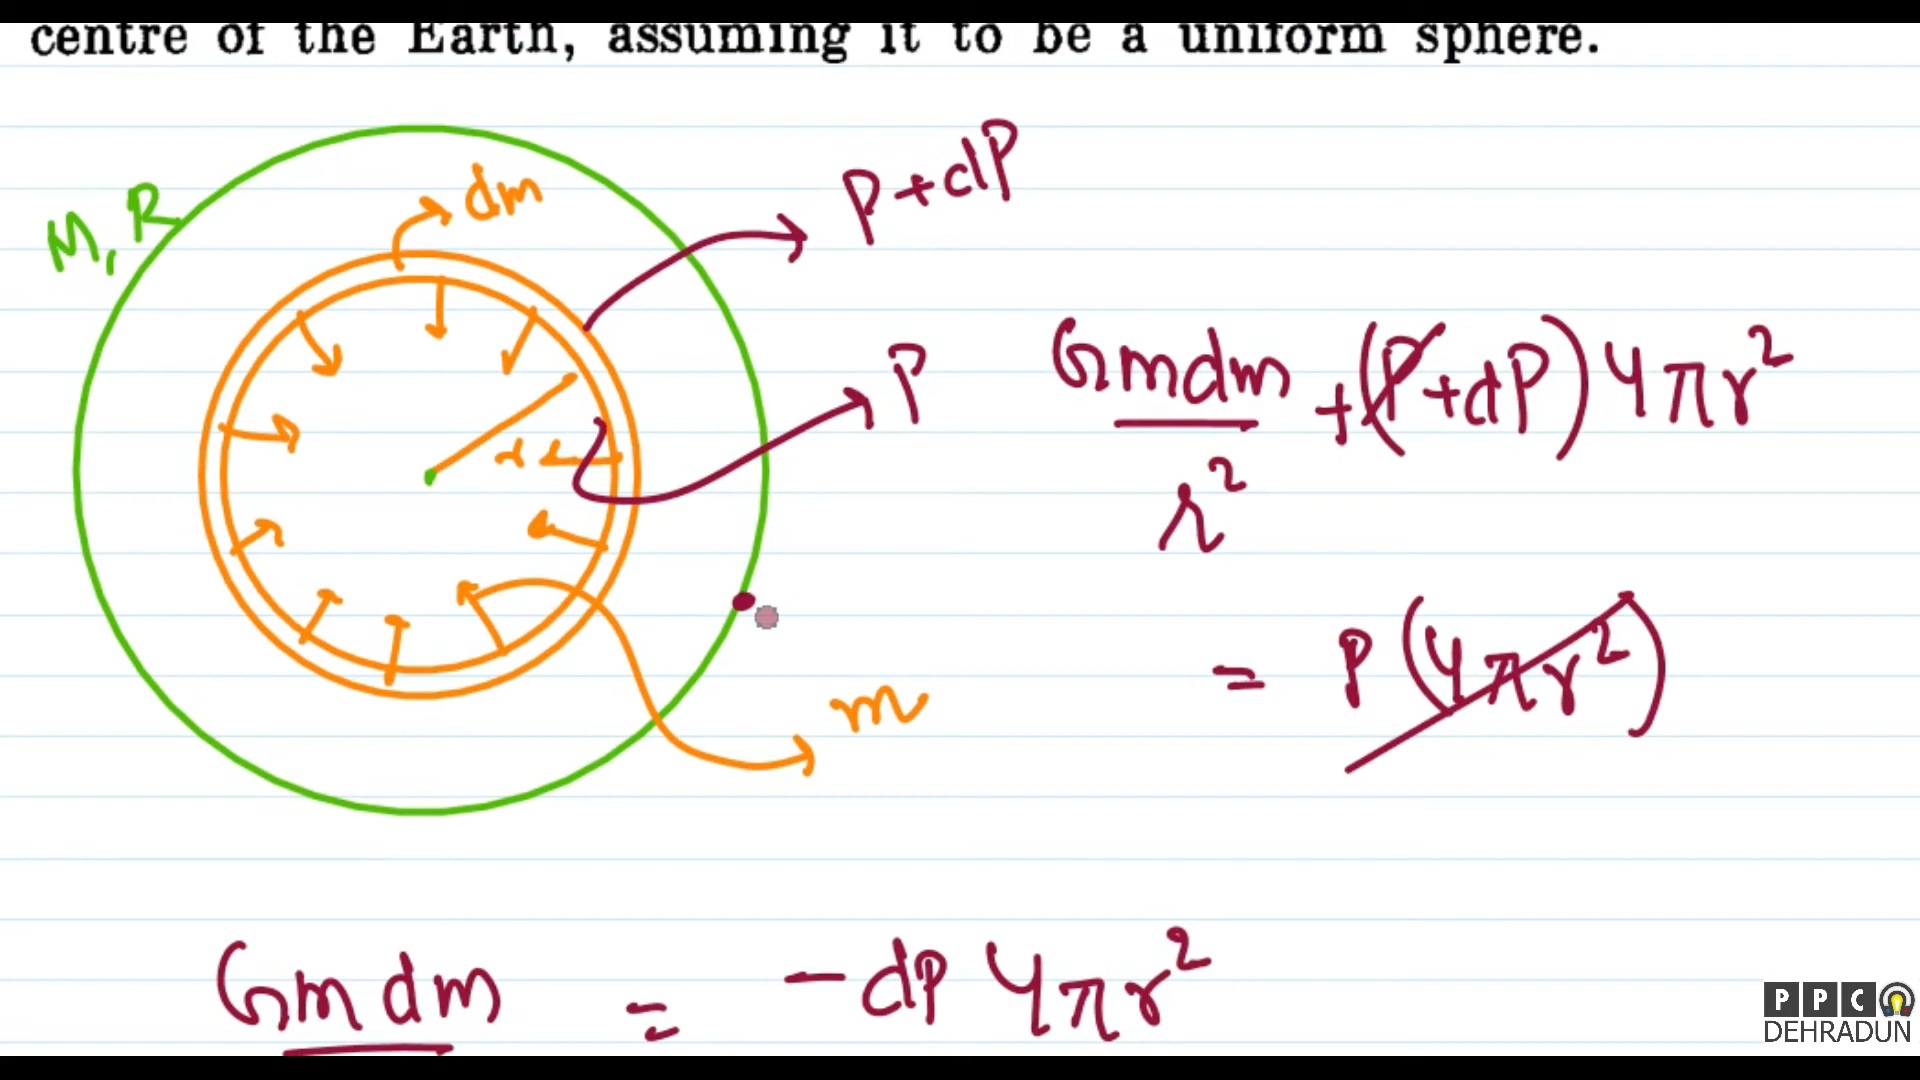 centre of the Earth, assuming it to be a uniform sphere.
M, R
dm
P+dP
P
r
m
Gmdm/r² + (P+dP)4πr²
= P(4πr²)
Gmdm = -dP 4πr²
PPC
DEHRADUN